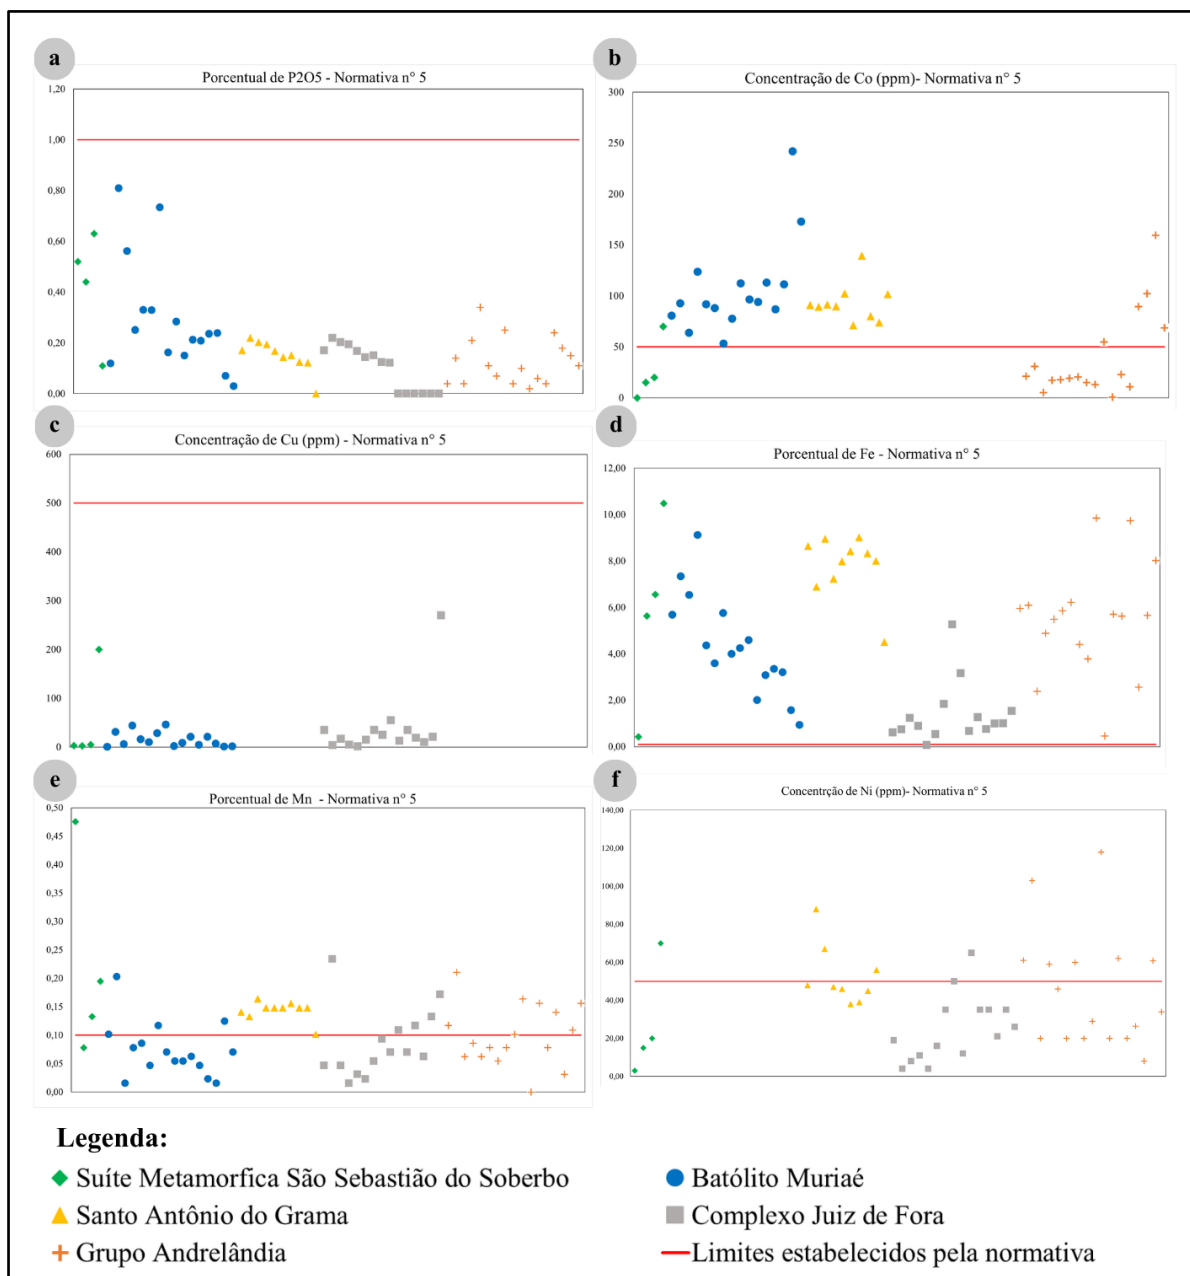 a
Porcentual de P2O5 - Normativa n° 5
1,20
1,00
0,80
0,60
0,40
0,20
0,00
b
Concentração de Co (ppm)- Normativa n° 5
300
250
200
150
100
50
0
c
Concentração de Cu (ppm) - Normativa n° 5
600
500
400
300
200
100
0
d
Porcentual de Fe - Normativa n° 5
12,00
10,00
8,00
6,00
4,00
2,00
0,00
e
Porcentual de Mn - Normativa n° 5
0,50
0,45
0,40
0,35
0,30
0,25
0,20
0,15
0,10
0,05
0,00
f
Concentrção de Ni (ppm)- Normativa n° 5
140,00
120,00
100,00
80,00
60,00
40,00
20,00
0,00
Legenda:
Suíte Metamorfica São Sebastião do Soberbo
Batólito Muriaé
Santo Antônio do Grama
Complexo Juiz de Fora
Grupo Andrelândia
Limites estabelecidos pela normativa